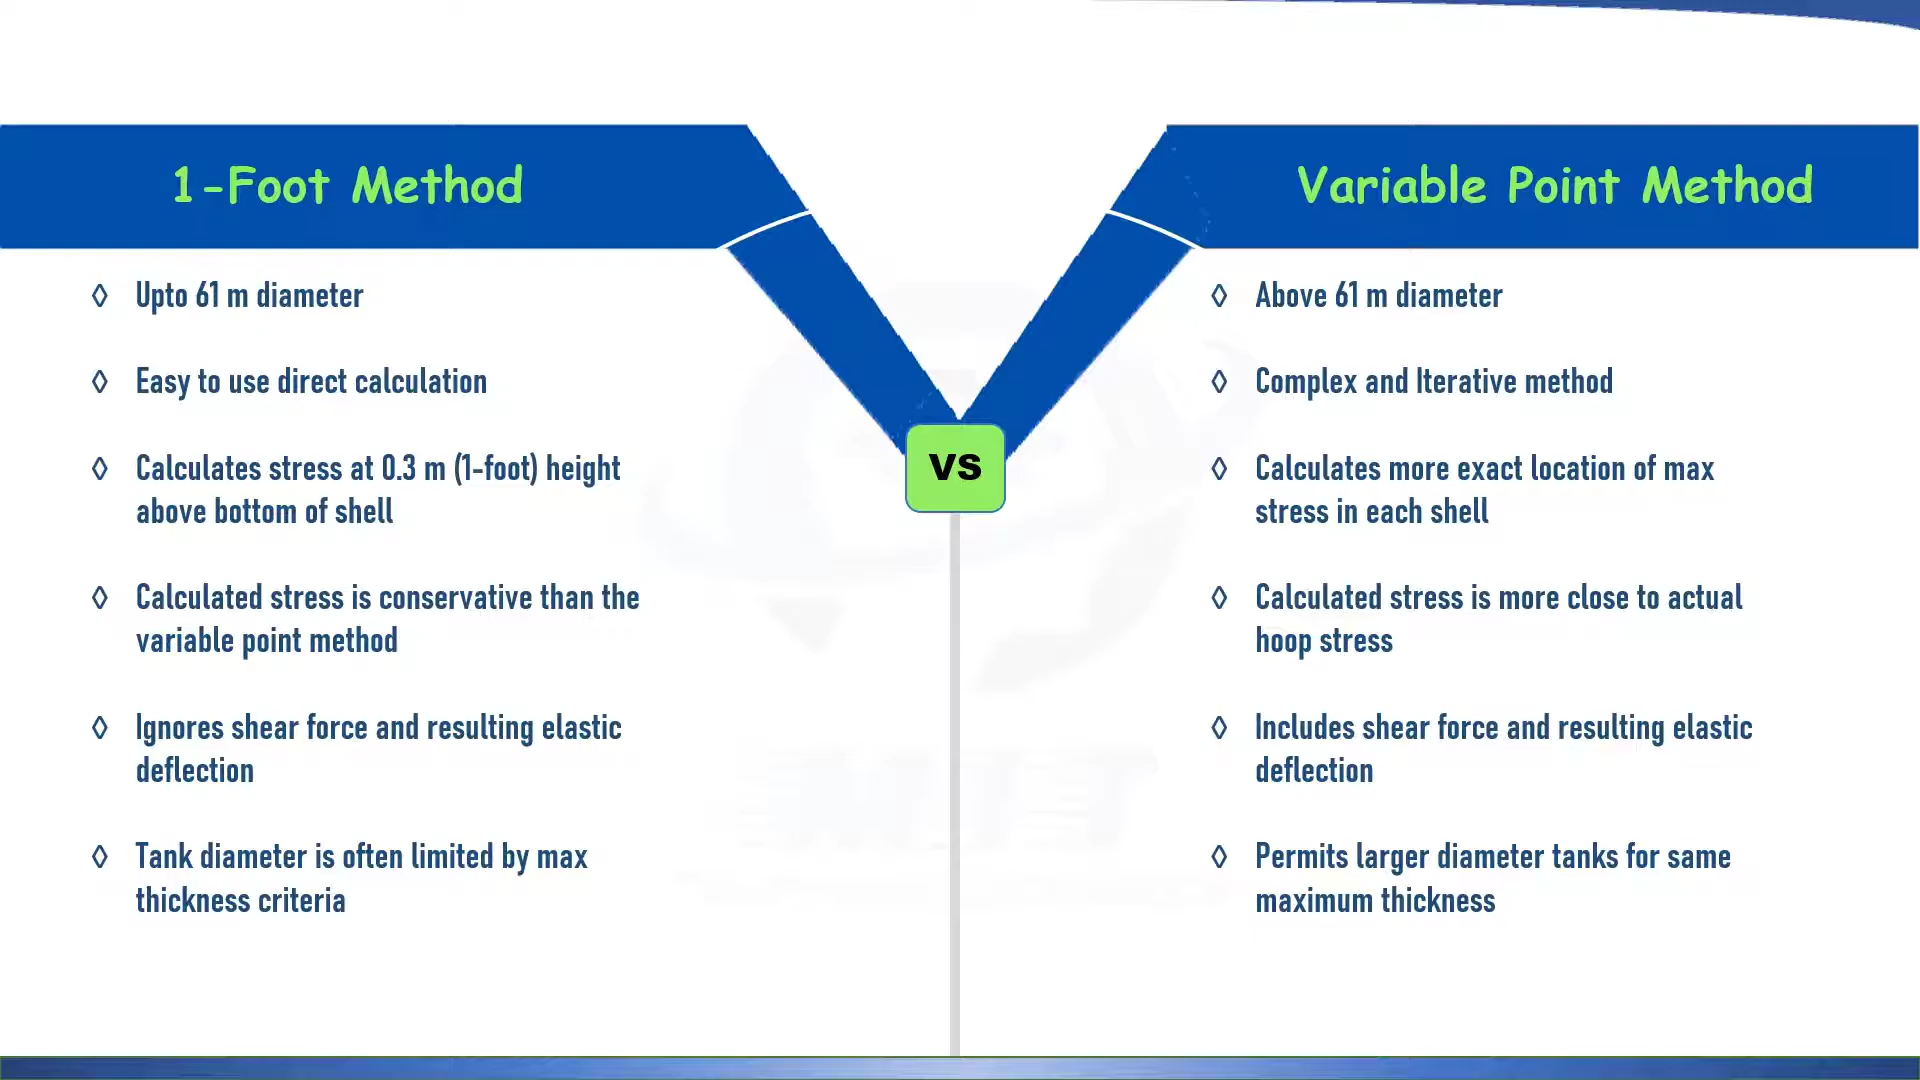 1-Foot Method
◊ Upto 61 m diameter
◊ Easy to use direct calculation
◊ Calculates stress at 0.3 m (1-foot) height
above bottom of shell
◊ Calculated stress is conservative than the
variable point method
◊ Ignores shear force and resulting elastic
deflection
◊ Tank diameter is often limited by max
thickness criteria
VS
Variable Point Method
◊ Above 61 m diameter
◊ Complex and Iterative method
◊ Calculates more exact location of max
stress in each shell
◊ Calculated stress is more close to actual
hoop stress
◊ Includes shear force and resulting elastic
deflection
◊ Permits larger diameter tanks for same
maximum thickness